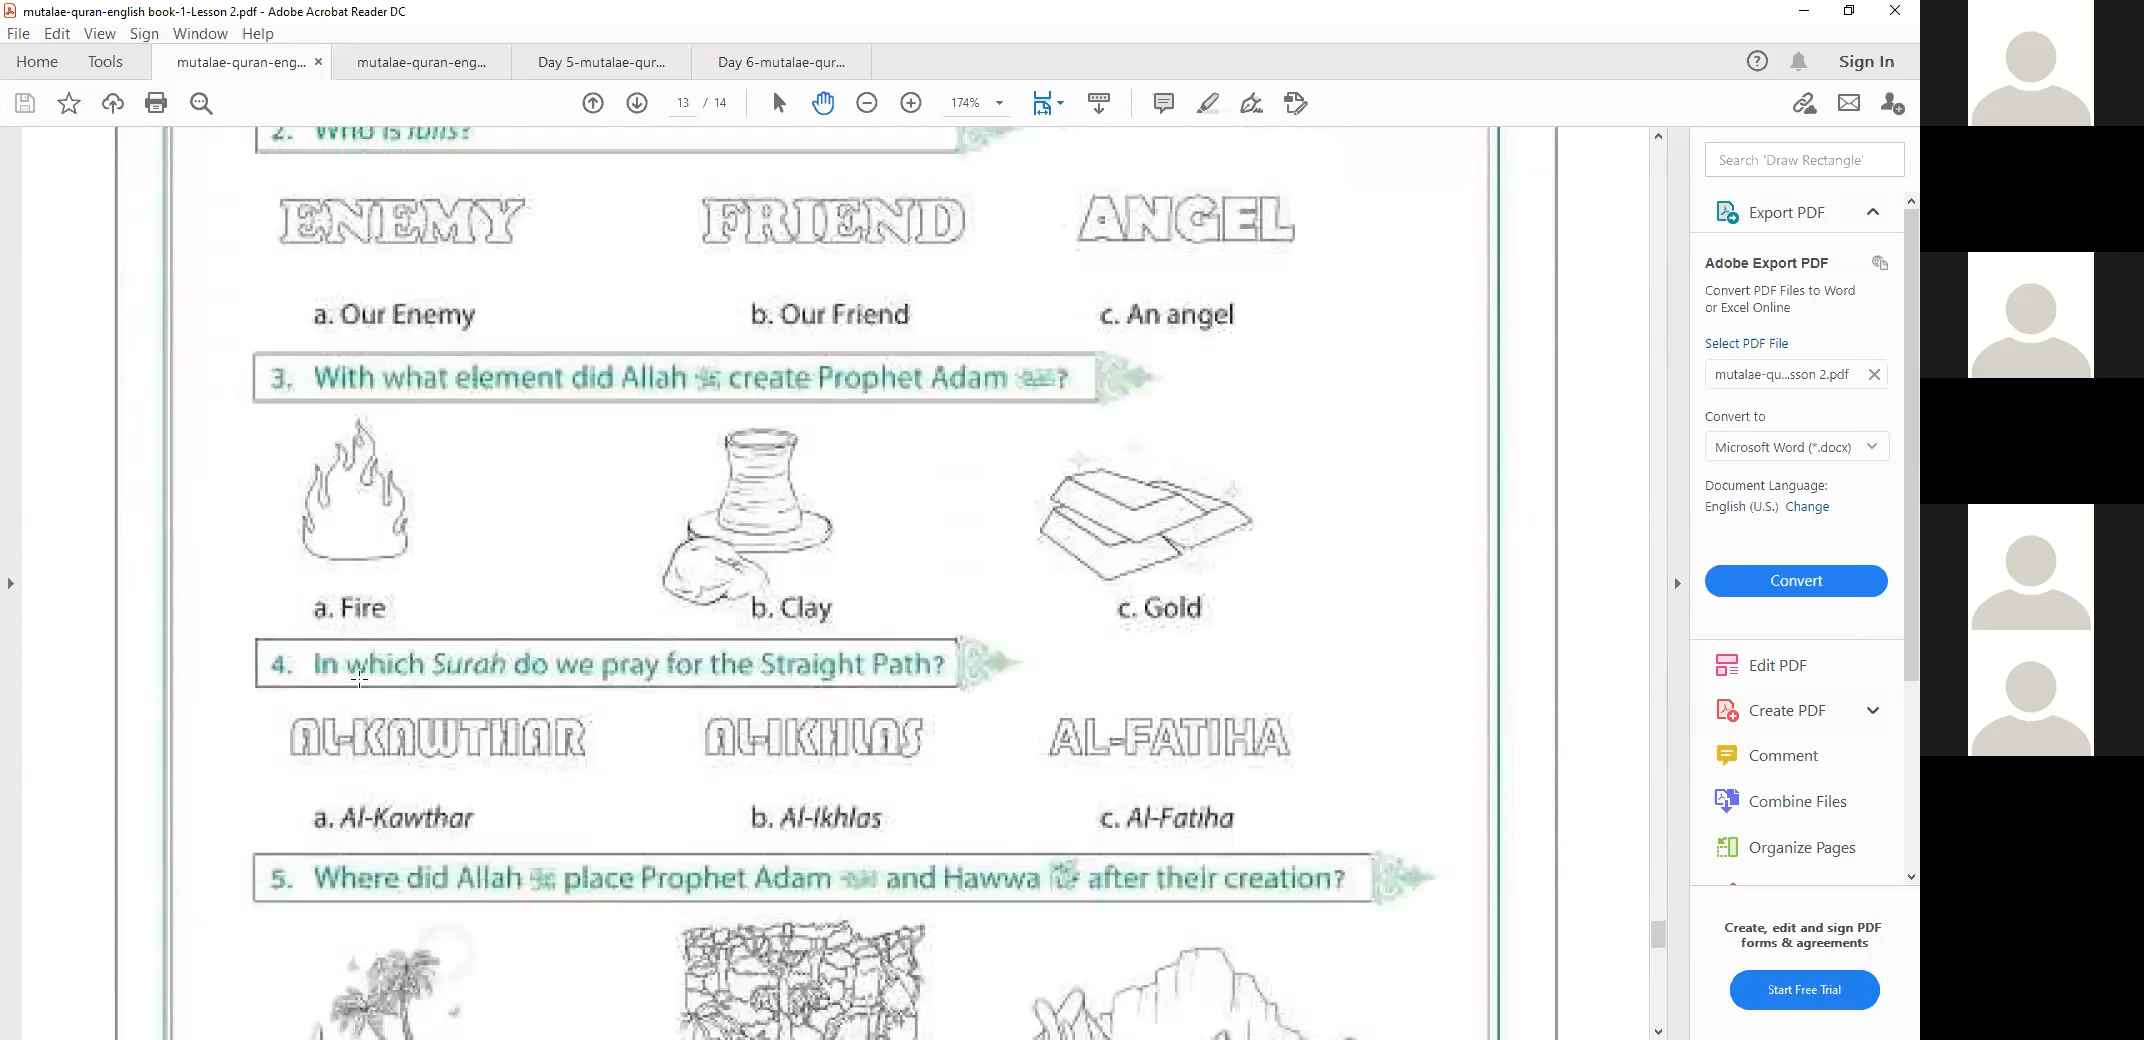 mutalae-quran-english book-1-Lesson 2.pdf - Adobe Acrobat Reader DC
File Edit View Sign Window Help
Home Tools mutalae-quran-eng... × mutalae-quran-eng... Day 5-mutalae-qur... Day 6-mutalae-qur... Sign In
13 / 14 174%
2. Who is Iblis?
ENEMY FRIEND ANGEL
a. Our Enemy b. Our Friend c. An angel
3. With what element did Allah create Prophet Adam ?
a. Fire b. Clay c. Gold
4. In which Surah do we pray for the Straight Path?
AL-KAWTHAR AL-IKHLAS AL-FATIHA
a. Al-Kawthar b. Al-Ikhlas c. Al-Fatiha
5. Where did Allah place Prophet Adam and Hawwa after their creation?
Search 'Draw Rectangle'
Export PDF
Adobe Export PDF
Convert PDF Files to Word
or Excel Online
Select PDF File
mutalae-qu...sson 2.pdf
Convert to
Microsoft Word (*.docx)
Document Language:
English (U.S.) Change
Convert
Edit PDF
Create PDF
Comment
Combine Files
Organize Pages
Create, edit and sign PDF
forms & agreements
Start Free Trial